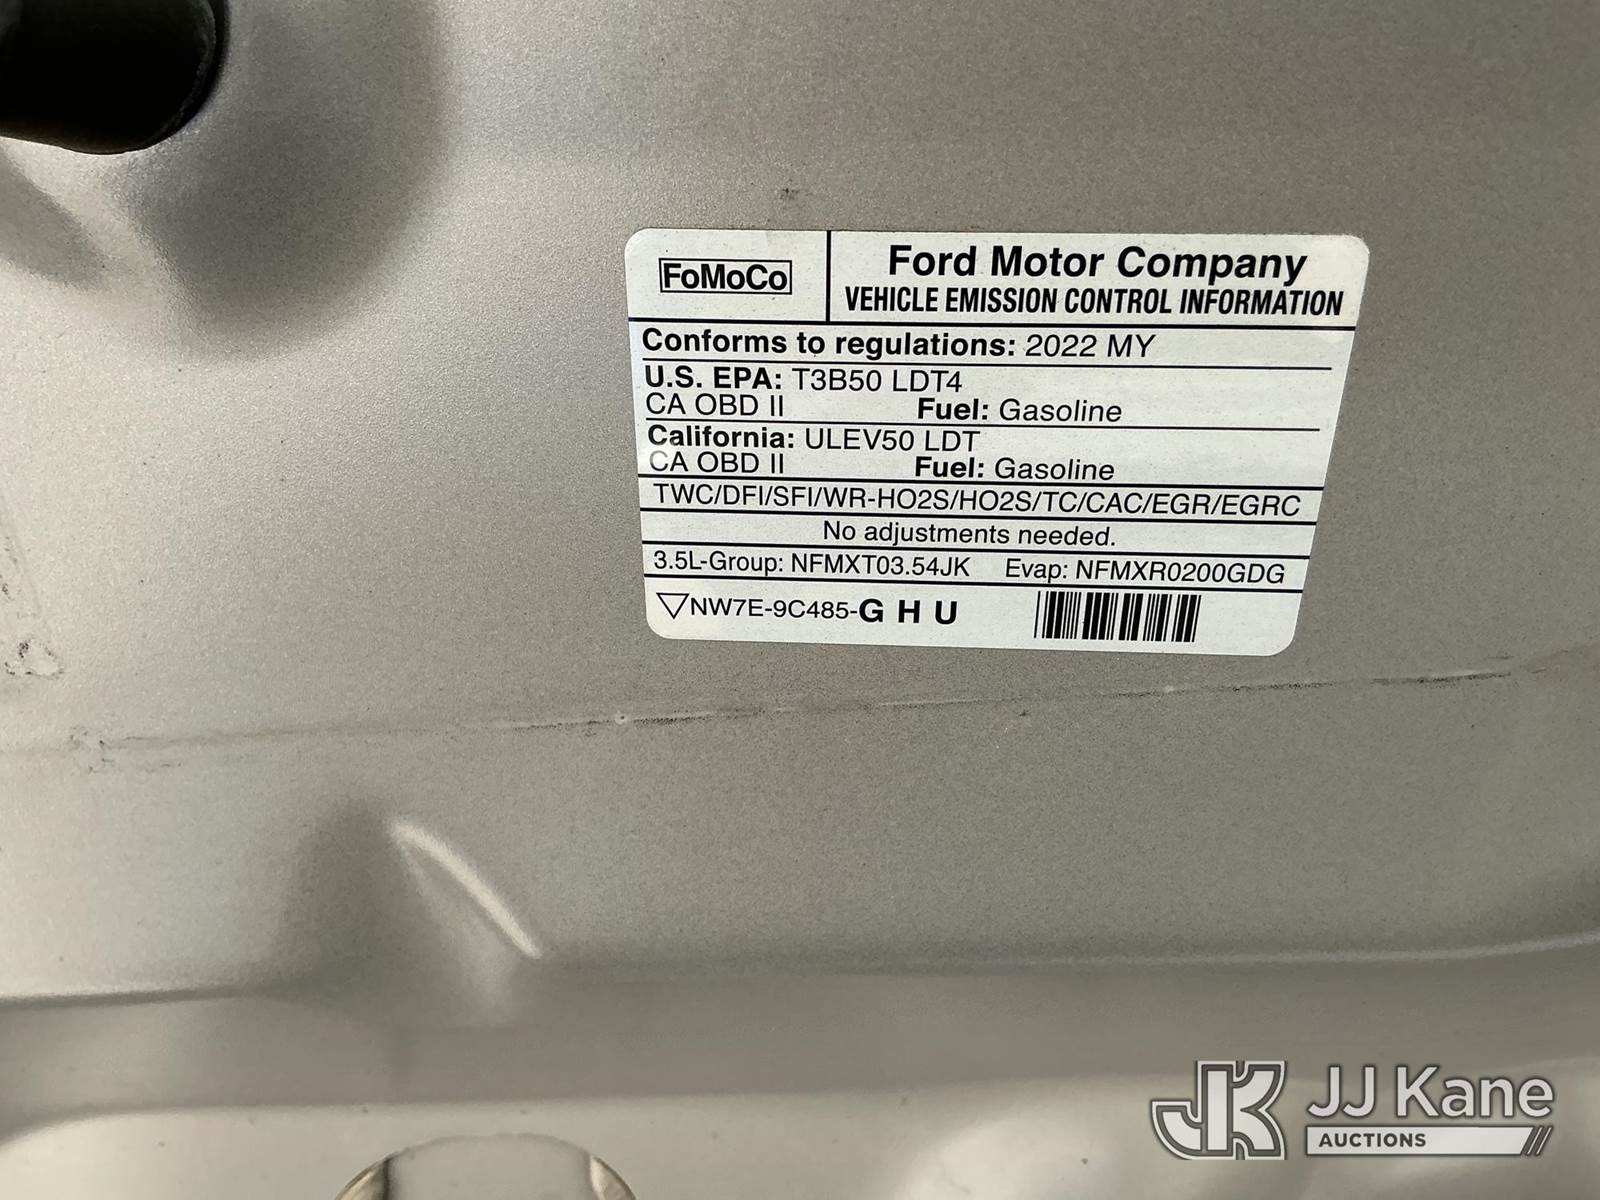 FoMoCo
Ford Motor Company
VEHICLE EMISSION CONTROL INFORMATION
Conforms to regulations: 2022 MY
U.S. EPA: T3B50 LDT4
CA OBD II Fuel: Gasoline
California: ULEV50 LDT
CA OBD II Fuel: Gasoline
TWC/DFI/SFI/WR-HO2S/HO2S/TC/CAC/EGR/EGRC
No adjustments needed.
3.5L-Group: NFMXT03.54JK Evap: NFMXR0200GDG
NW7E-9C485-G H U
JK JJ Kane
AUCTIONS